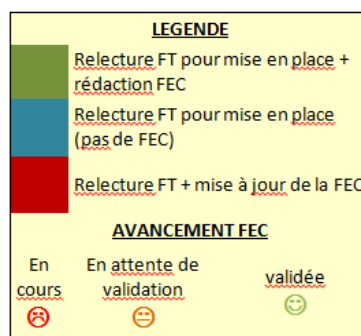 LEGENDE
Relecture FT pour mise en place +
rédaction FEC
Relecture FT pour mise en place
(pas de FEC)
Relecture FT + mise à jour de la FEC
AVANCEMENT FEC
En
cours
En attente de
validation
validée